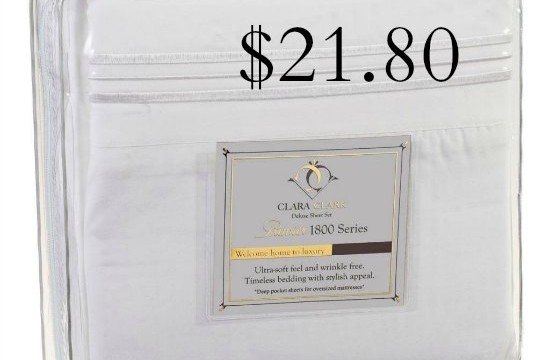 $21.80
CLARA CLARK
Deluxe Sheet Set
Premier 1800 Series
Welcome home to luxury
Ultra-soft feel and wrinkle free.
Timeless bedding with stylish appeal.
*Deep pocket sheets for oversized mattresses*